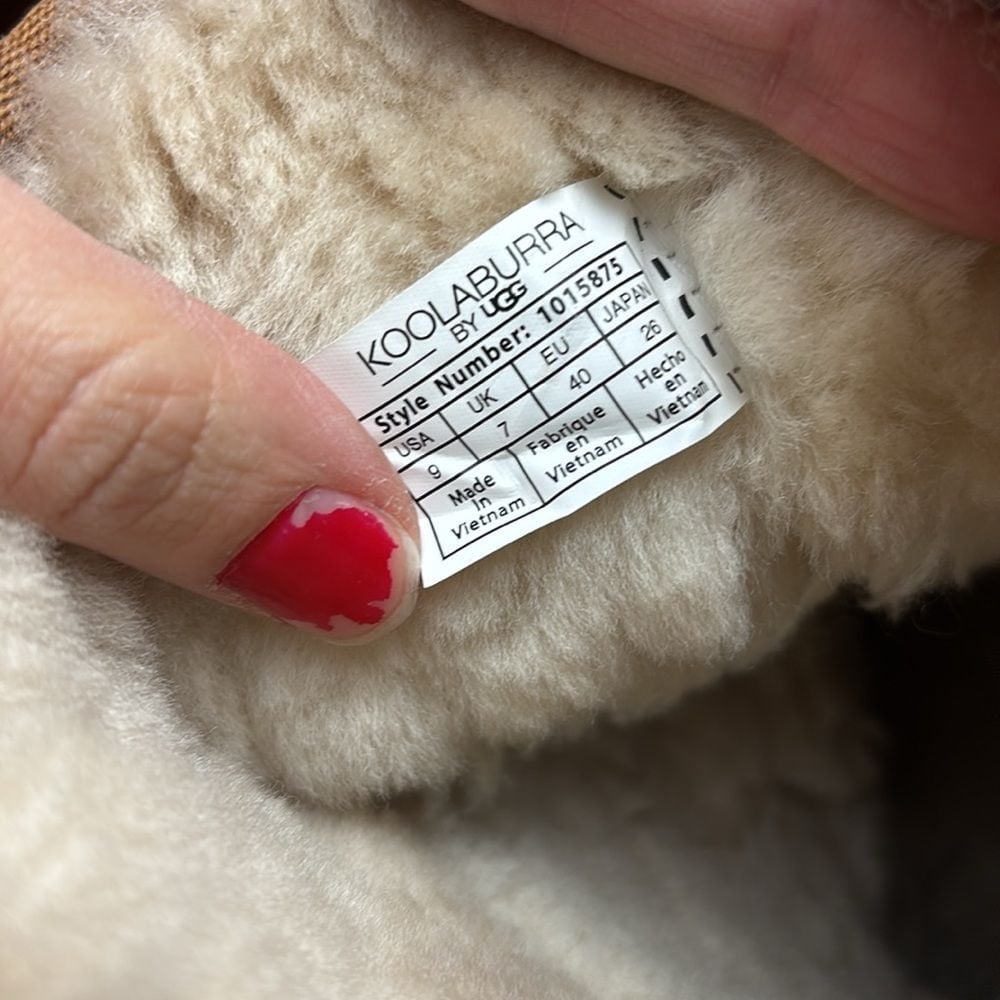 KOOLABURRA
BY UGG
Style Number: 1015875
USA UK EU JAPAN
9 7 40 26
Made In Vietnam Fabrique en Vietnam Hecho en Vietnam